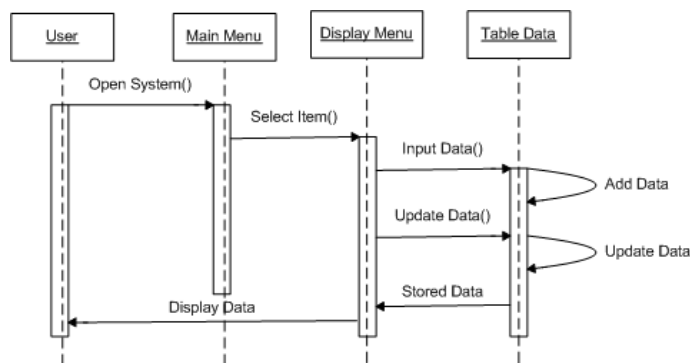 User
Main Menu
Display Menu
Table Data
Open System()
Select Item()
Input Data()
Add Data
Update Data()
Update Data
Stored Data
Display Data